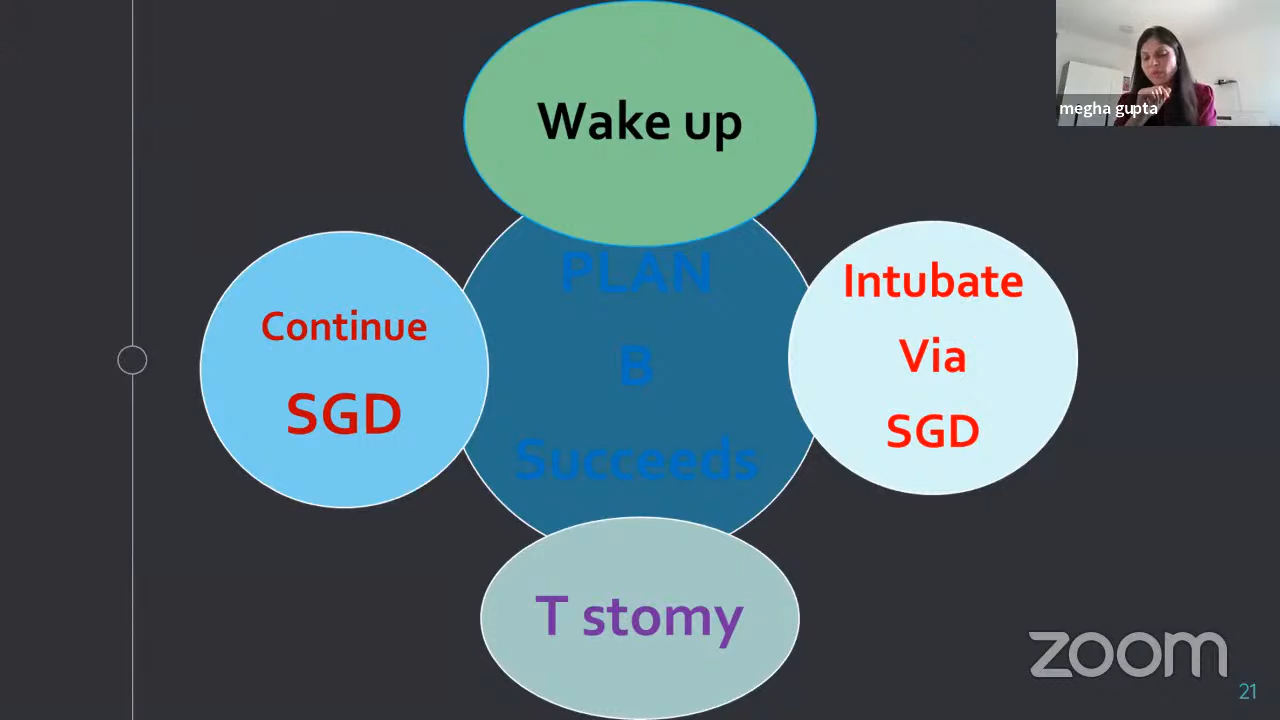 Wake up
megha gupta
PLAN
B
Succeeds
Continue
SGD
Intubate
Via
SGD
T stomy
zoom
21